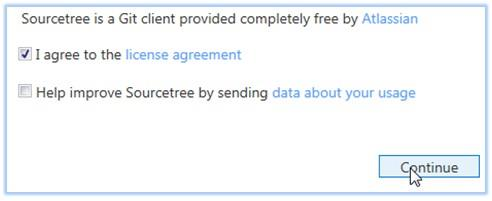 Sourcetree is a Git client provided completely free by Atlassian
I agree to the license agreement
Help improve Sourcetree by sending data about your usage
Continue